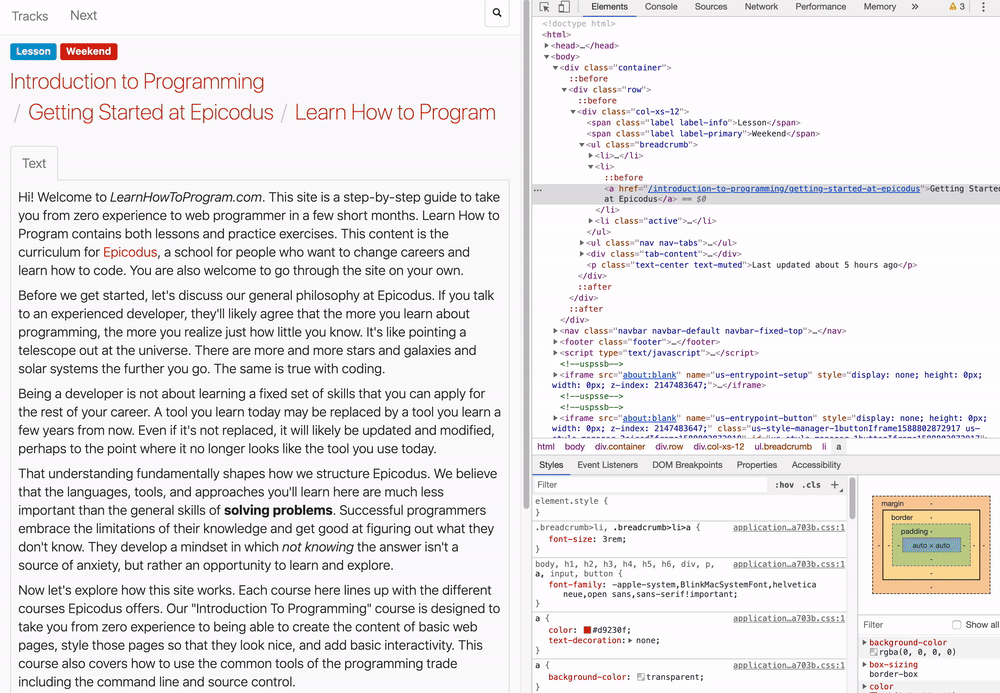 Tracks Next
Lesson Weekend
Introduction to Programming
/ Getting Started at Epicodus / Learn How to Program
Text
Hi! Welcome to LearnHowToProgram.com. This site is a step-by-step guide to take
you from zero experience to web programmer in a few short months. Learn How to
Program contains both lessons and practice exercises. This content is the
curriculum for Epicodus, a school for people who want to change careers and
learn how to code. You are also welcome to go through the site on your own.
Before we get started, let's discuss our general philosophy at Epicodus. If you talk
to an experienced developer, they'll likely agree that the more you learn about
programming, the more you realize just how little you know. It's like pointing a
telescope out at the universe. There are more and more stars and galaxies and
solar systems the further you go. The same is true with coding.
Being a developer is not about learning a fixed set of skills that you can apply for
the rest of your career. A tool you learn today may be replaced by a tool you learn a
few years from now. Even if it's not replaced, it will likely be updated and modified,
perhaps to the point where it no longer looks like the tool you use today.
That understanding fundamentally shapes how we structure Epicodus. We believe
that the languages, tools, and approaches you'll learn here are much less
important than the general skills of solving problems. Successful programmers
embrace the limitations of their knowledge and get good at figuring out what they
don't know. They develop a mindset in which not knowing the answer isn't a
source of anxiety, but rather an opportunity to learn and explore.
Now let's explore how this site works. Each course here lines up with the different
courses Epicodus offers. Our "Introduction To Programming" course is designed to
take you from zero experience to being able to create the content of basic web
pages, style those pages so that they look nice, and add basic interactivity. This
course also covers how to use the common tools of the programming trade
including the command line and source control.
Elements Console Sources Network Performance Memory » 3
<!doctype html>
<html>
<head>…</head>
<body>
<div class="container">
::before
<div class="row">
::before
<div class="col-xs-12">
<span class="label label-info">Lesson</span>
<span class="label label-primary">Weekend</span>
<ul class="breadcrumb">
<li>…</li>
<li>
::before
… <a href="/introduction-to-programming/getting-started-at-epicodus">Getting Started
at Epicodus</a> == $0
</li>
<li class="active">…</li>
</ul>
<ul class="nav nav-tabs">…</ul>
<div class="tab-content">…</div>
<p class="text-center text-muted">Last updated about 5 hours ago</p>
</div>
::after
</div>
::after
</div>
<nav class="navbar navbar-default navbar-fixed-top">…</nav>
<footer class="footer">…</footer>
<script type="text/javascript">…</script>
<!--uspssb-->
<iframe src="about:blank" name="us-entrypoint-setup" style="display: none; height: 0px;
width: 0px; z-index: 2147483647;">…</iframe>
<!--uspsse-->
<!--uspseb-->
<iframe src="about:blank" name="us-entrypoint-button" style="display: none; height: 0px;
width: 0px; z-index: 2147483647;" class="us-style-manager-1buttonIframe1588802872917 us-
html body div.container div.row div.col-xs-12 ul.breadcrumb li a
Styles Event Listeners DOM Breakpoints Properties Accessibility
Filter :hov .cls +
element.style {
}
.breadcrumb>li, .breadcrumb>li>a { application…a703b.css:1
font-size: 3rem;
}
body, h1, h2, h3, h4, h5, h6, div, p, application…a703b.css:1
a, input, button {
font-family: -apple-system,BlinkMacSystemFont,helvetica
neue,open sans,sans-serif!important;
}
a { application…a703b.css:1
color: #d9230f;
text-decoration: none;
}
a { application…a703b.css:1
background-color: transparent;
}
margin -
border -
padding -
- - - auto × auto - - -
-
-
-
Filter Show all
background-color
rgba(0, 0, 0, 0)
box-sizing
border-box
color